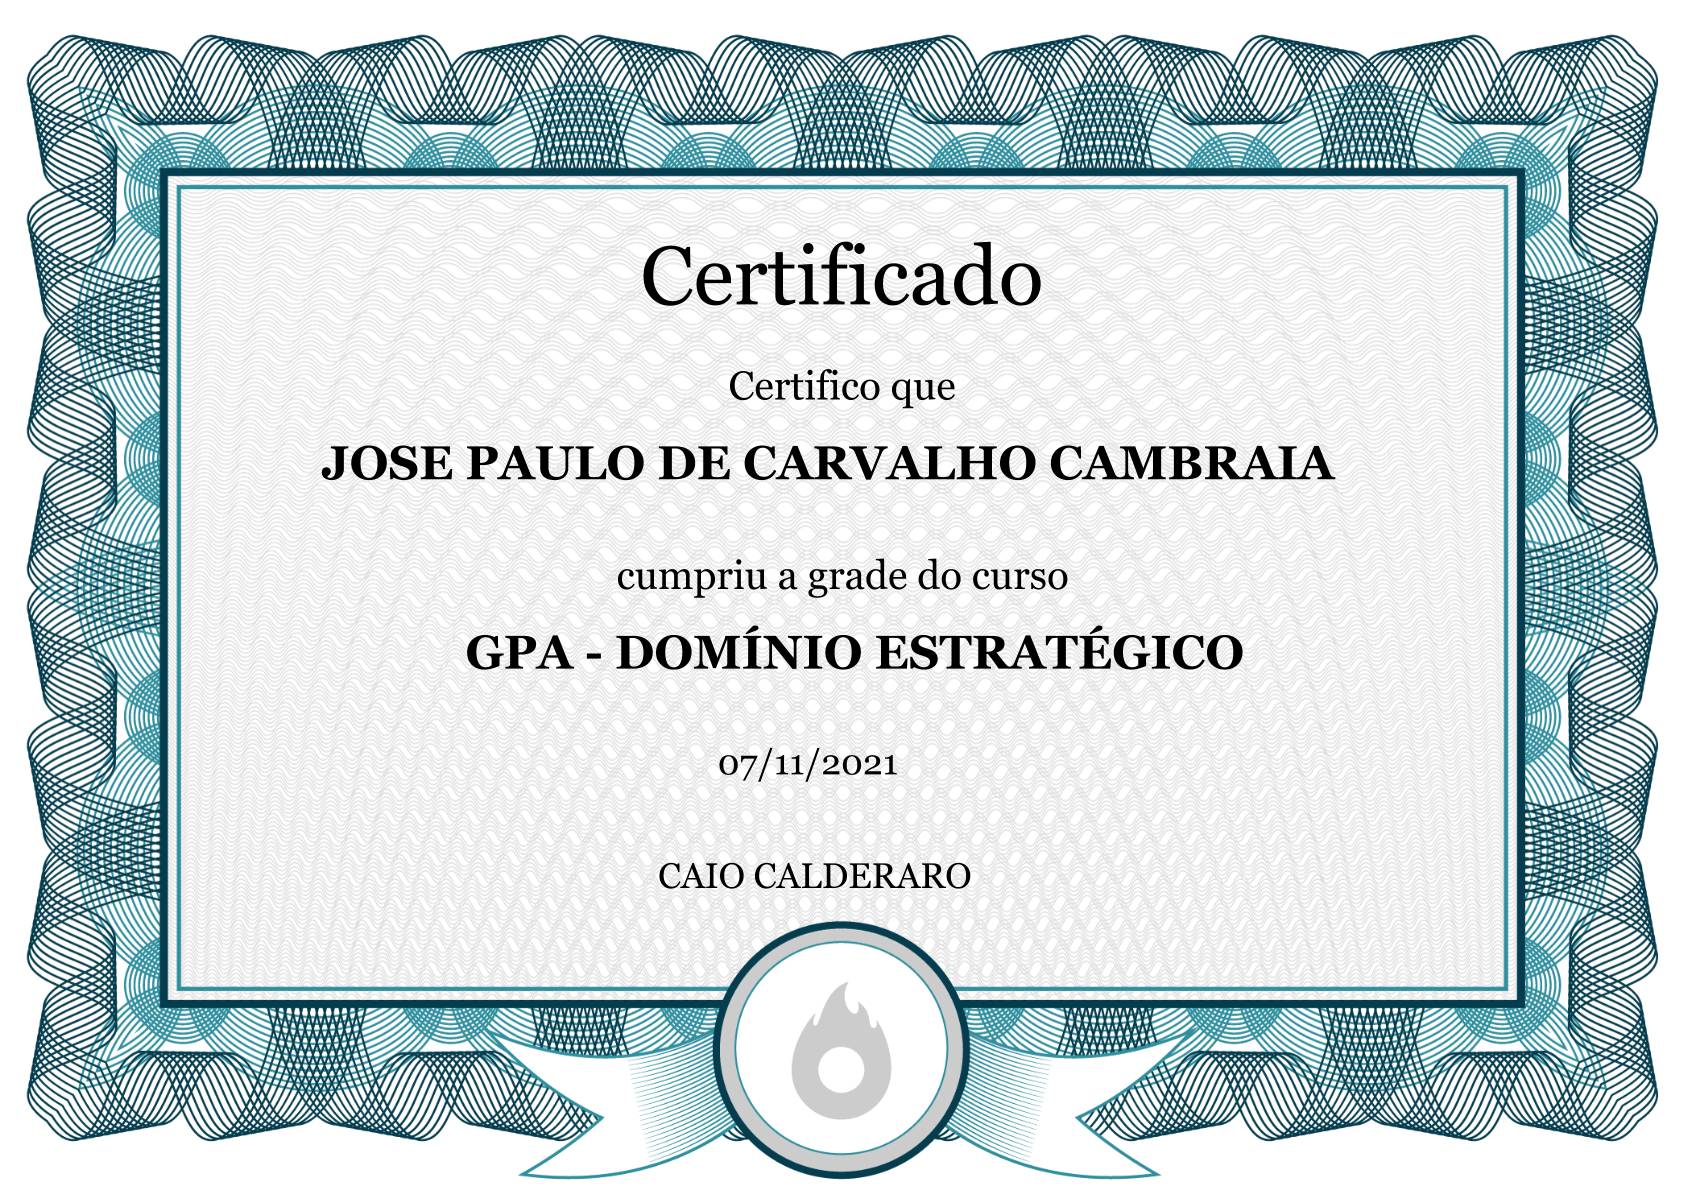 Certificado
Certifico que
JOSE PAULO DE CARVALHO CAMBRAIA
cumpriu a grade do curso
GPA - DOMÍNIO ESTRATÉGICO
07/11/2021
CAIO CALDERARO